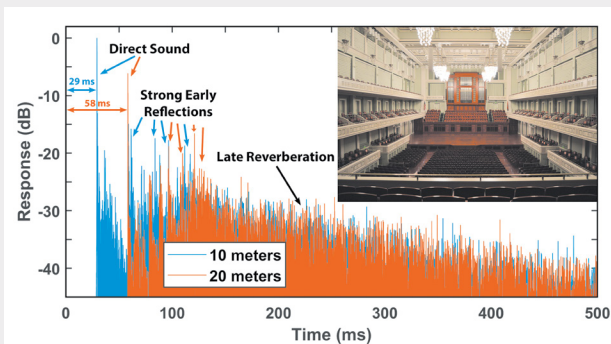 0
-10
-20
-30
-40
Response (dB)
Direct Sound
29 ms
58 ms
Strong Early
Reflections
Late Reverberation
10 meters
20 meters
0
100
200
300
400
500
Time (ms)